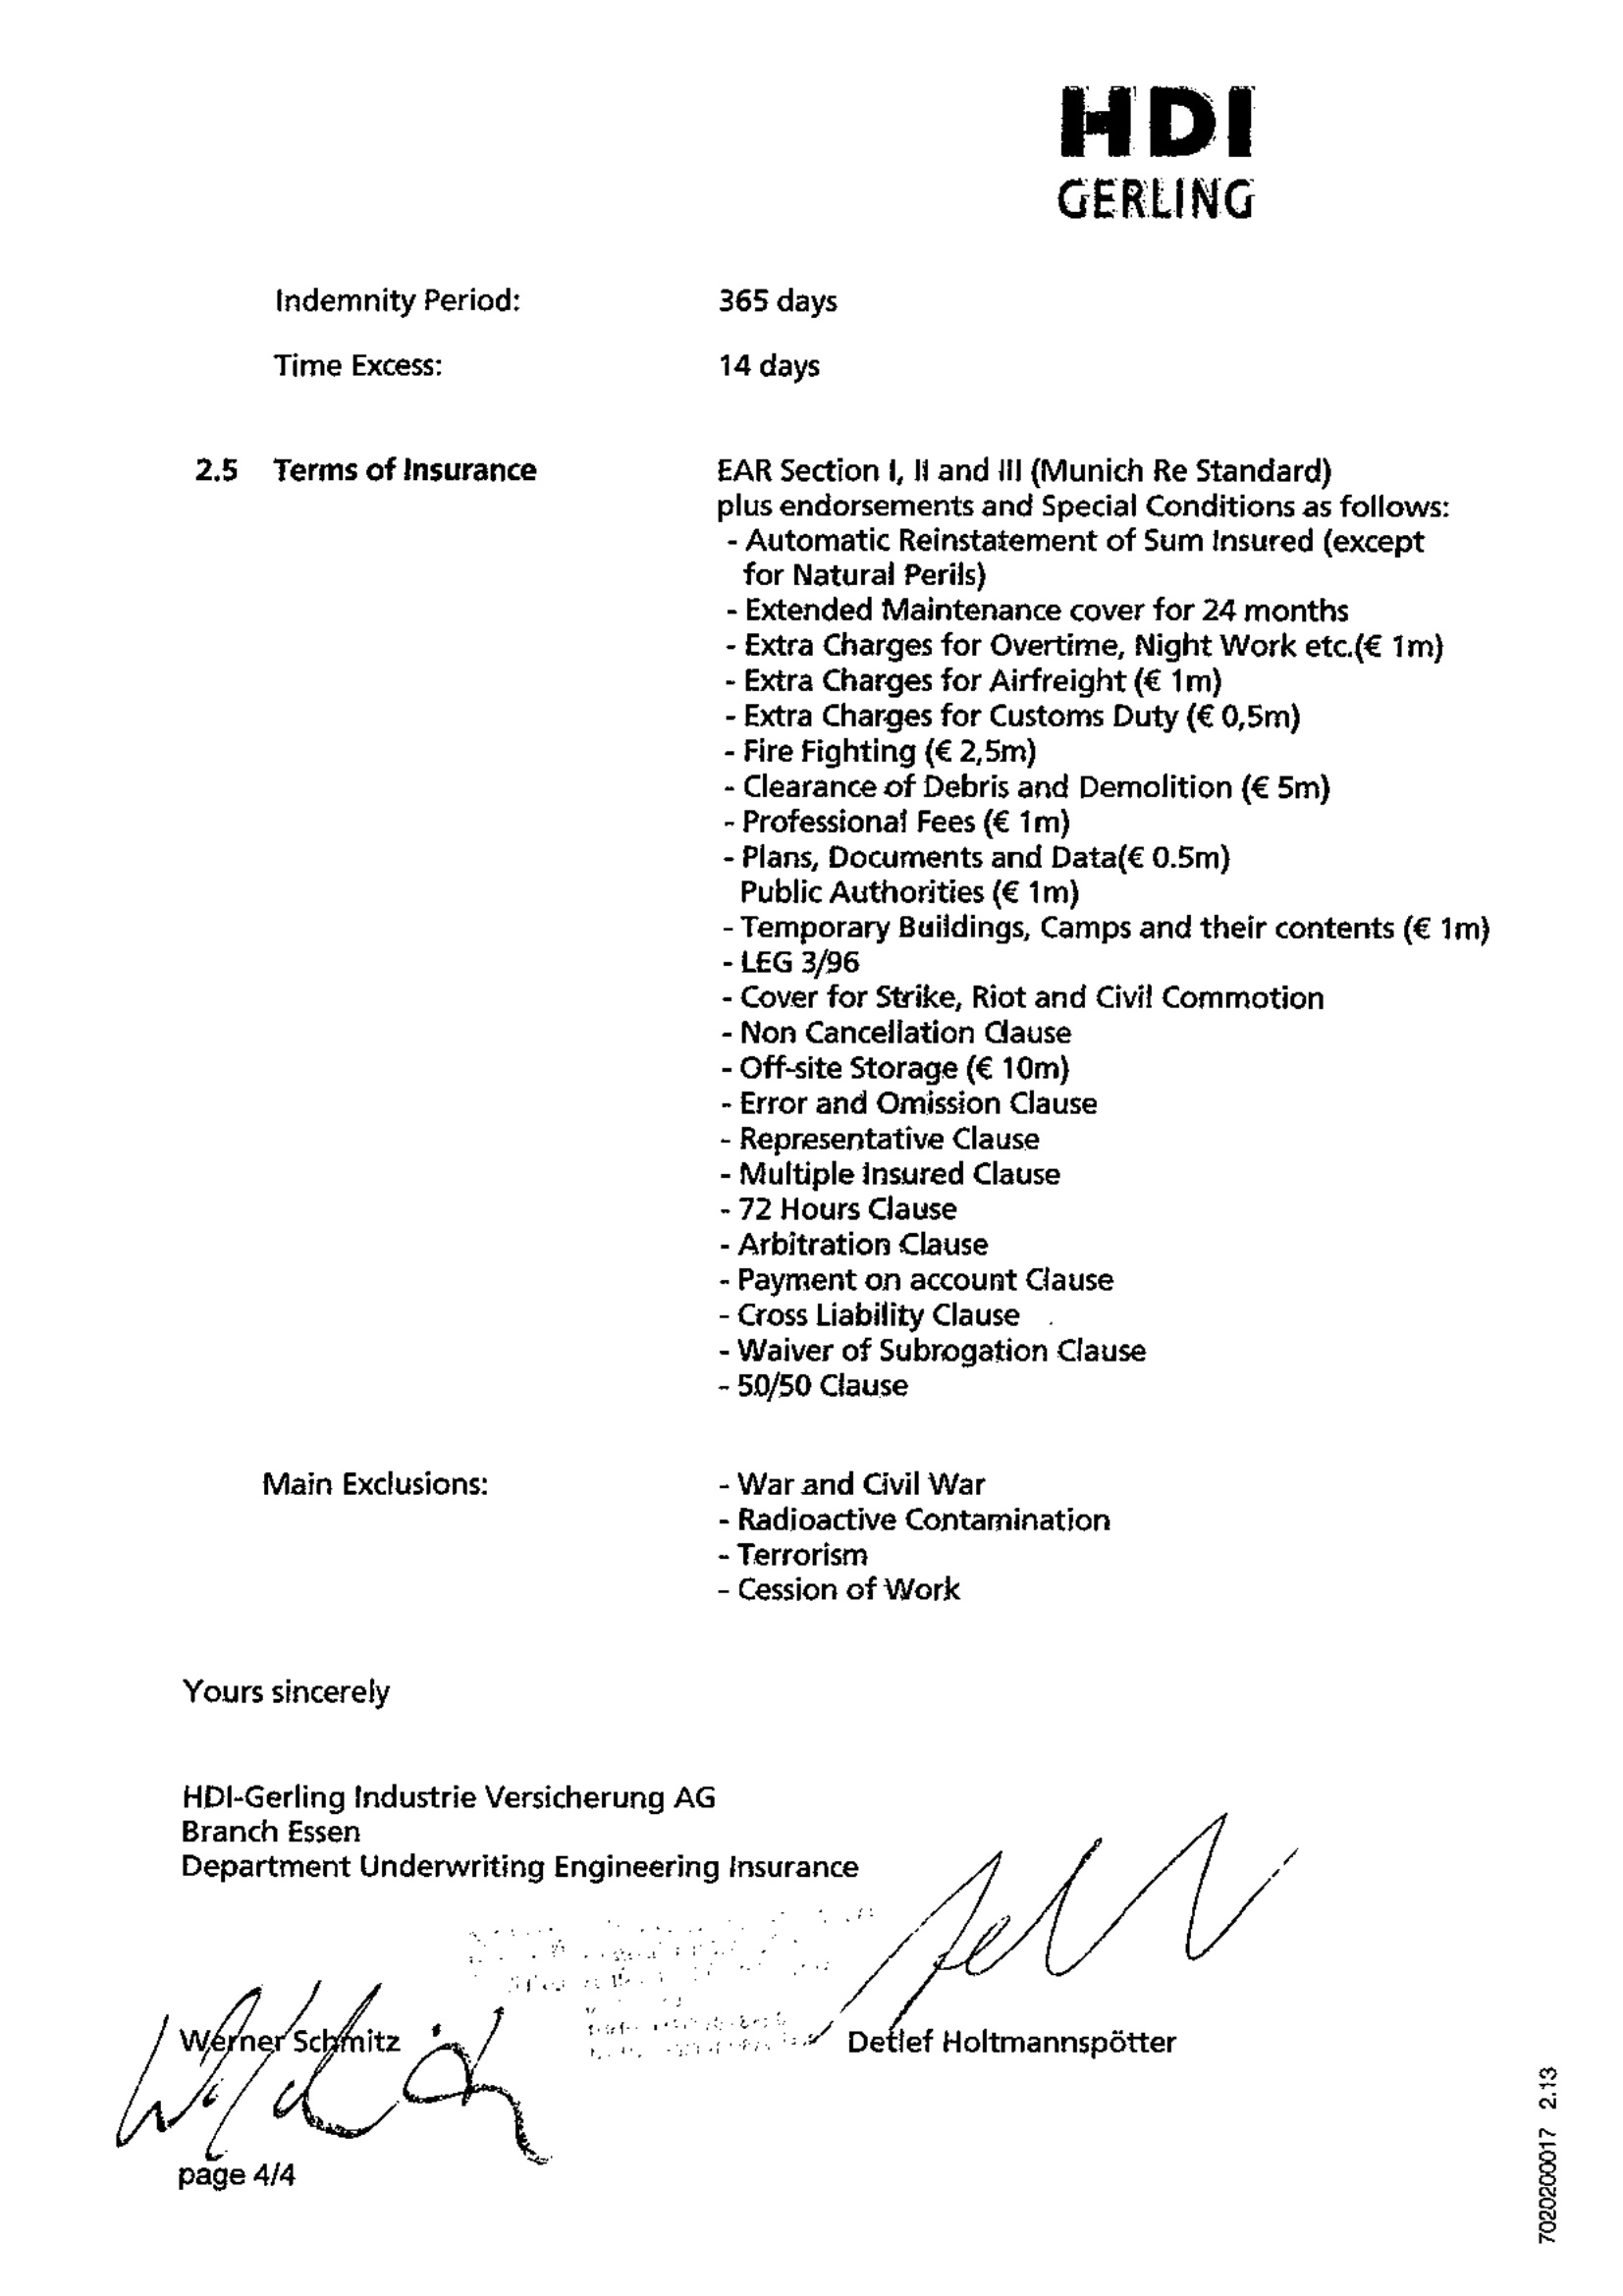 HDI
GERLING
Indemnity Period: 365 days
Time Excess: 14 days
2.5 Terms of Insurance EAR Section I, II and III (Munich Re Standard)
plus endorsements and Special Conditions as follows:
- Automatic Reinstatement of Sum Insured (except
for Natural Perils)
- Extended Maintenance cover for 24 months
- Extra Charges for Overtime, Night Work etc.(€ 1m)
- Extra Charges for Airfreight (€ 1m)
- Extra Charges for Customs Duty (€ 0,5m)
- Fire Fighting (€ 2,5m)
- Clearance of Debris and Demolition (€ 5m)
- Professional Fees (€ 1m)
- Plans, Documents and Data(€ 0.5m)
Public Authorities (€ 1m)
- Temporary Buildings, Camps and their contents (€ 1m)
- LEG 3/96
- Cover for Strike, Riot and Civil Commotion
- Non Cancellation Clause
- Off-site Storage (€ 10m)
- Error and Omission Clause
- Representative Clause
- Multiple Insured Clause
- 72 Hours Clause
- Arbitration Clause
- Payment on account Clause
- Cross Liability Clause
- Waiver of Subrogation Clause
- 50/50 Clause
Main Exclusions: - War and Civil War
- Radioactive Contamination
- Terrorism
- Cession of Work
Yours sincerely
HDI-Gerling Industrie Versicherung AG
Branch Essen
Department Underwriting Engineering Insurance
Werner Schmitz Detlef Holtmannspötter
page 4/4
7020200017 2.13